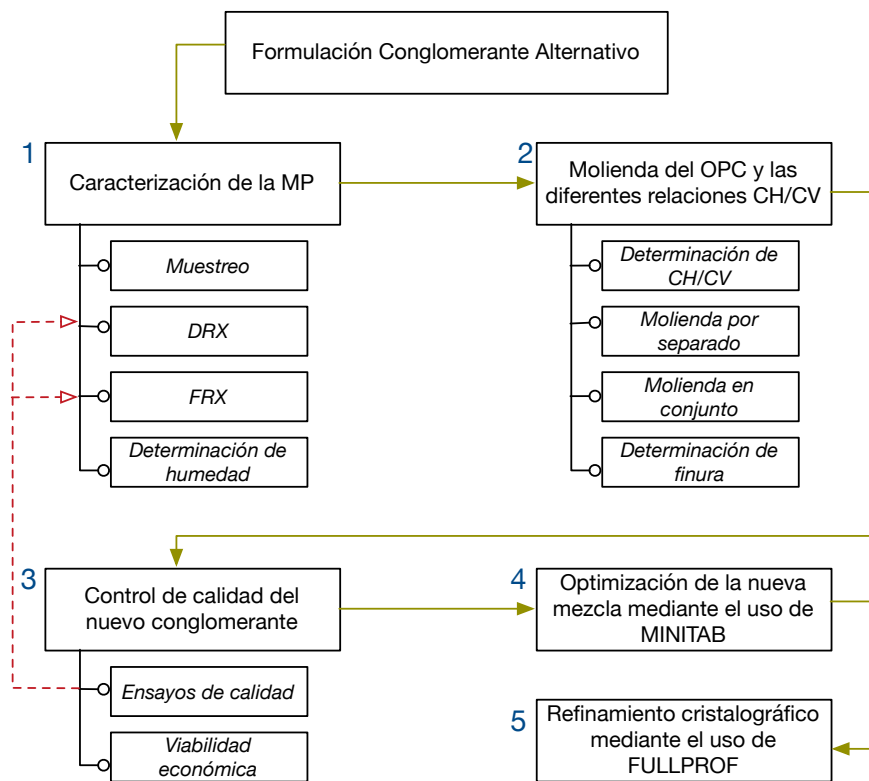 Formulación Conglomerante Alternativo
1
Caracterización de la MP
Muestreo
DRX
FRX
Determinación de
humedad
2
Molienda del OPC y las
diferentes relaciones CH/CV
Determinación de
CH/CV
Molienda por
separado
Molienda en
conjunto
Determinación de
finura
3
Control de calidad del
nuevo conglomerante
Ensayos de calidad
Viabilidad
económica
4
Optimización de la nueva
mezcla mediante el uso de
MINITAB
5
Refinamiento cristalográfico
mediante el uso de
FULLPROF